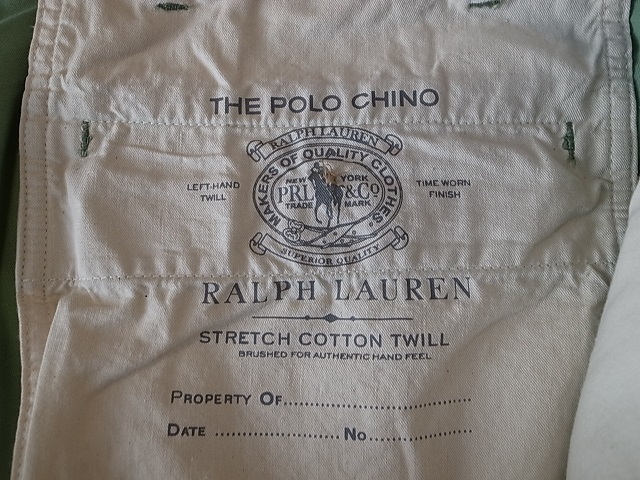 THE POLO CHINO
RALPH LAUREN
MAKERS OF QUALITY CLOTHES
LEFT-HAND
TWILL
NEW YORK
PRL &Co
TRADE MARK
TIME WORN
FINISH
SUPERIOR QUALITY
RALPH LAUREN
STRETCH COTTON TWILL
BRUSHED FOR AUTHENTIC HAND FEEL
PROPERTY OF..............................
DATE ....................No................